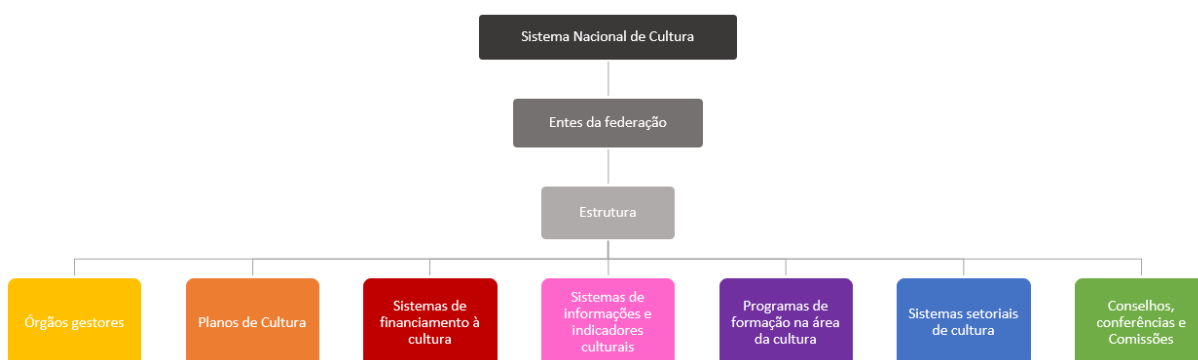 Sistema Nacional de Cultura
Entes da federação
Estrutura
Órgãos gestores
Planos de Cultura
Sistemas de
financiamento à
cultura
Sistemas de
informações e
indicadores
culturais
Programas de
formação na área
da cultura
Sistemas setoriais
de cultura
Conselhos,
conferências e
Comissões